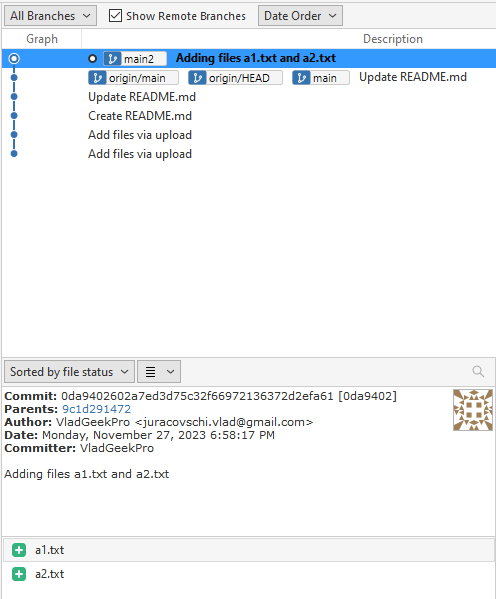 All Branches Show Remote Branches Date Order
Graph Description
main2 Adding files a1.txt and a2.txt
origin/main origin/HEAD main Update README.md
Update README.md
Create README.md
Add files via upload
Add files via upload
Sorted by file status
Commit: 0da9402602a7ed3d75c32f66972136372d2efa61 [0da9402]
Parents: 9c1d291472
Author: VladGeekPro <juracovschi.vlad@gmail.com>
Date: Monday, November 27, 2023 6:58:17 PM
Committer: VladGeekPro
Adding files a1.txt and a2.txt
a1.txt
a2.txt